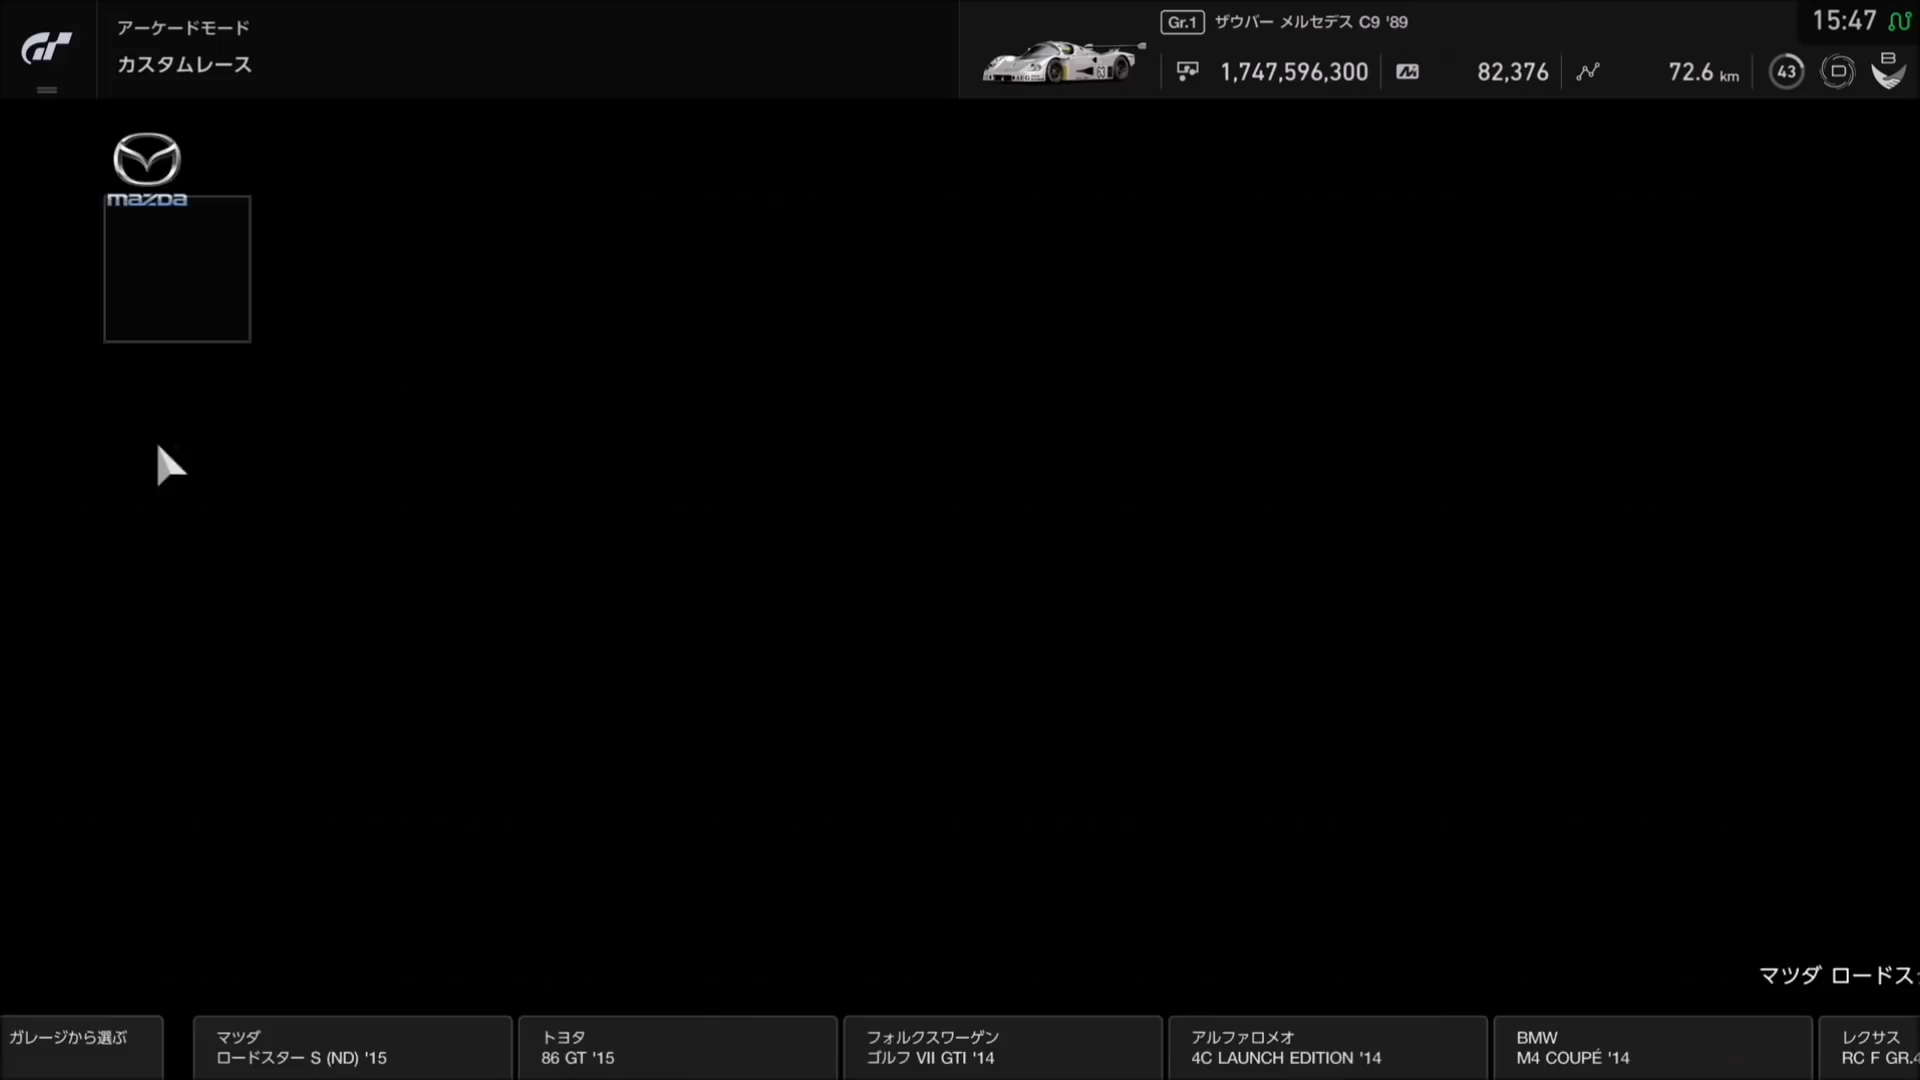 アーケードモード
カスタムレース
Gr.1 ザウバー メルセデス C9 '89
15:47
1,747,596,300
82,376
72.6 km
43
D
B
mazda
マツダ ロードス
ガレージから選ぶ
マツダ
ロードスター S (ND) '15
トヨタ
86 GT '15
フォルクスワーゲン
ゴルフ VII GTI '14
アルファロメオ
4C LAUNCH EDITION '14
BMW
M4 COUPÉ '14
レクサス
RC F GR.4